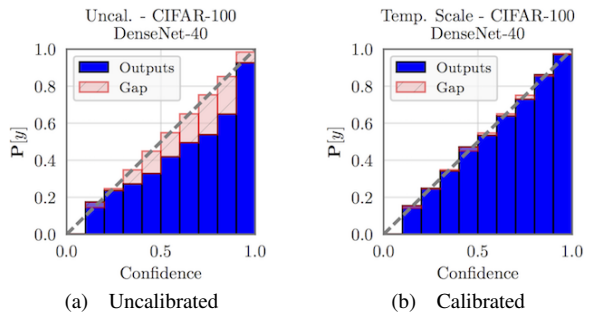 Uncal. - CIFAR-100
DenseNet-40
1.0
0.8
0.6
0.4
0.2
0.0
P[y]
Outputs
Gap
0.0
0.5
1.0
Confidence
(a) Uncalibrated
Temp. Scale - CIFAR-100
DenseNet-40
1.0
0.8
0.6
0.4
0.2
0.0
P[y]
Outputs
Gap
0.0
0.5
1.0
Confidence
(b) Calibrated